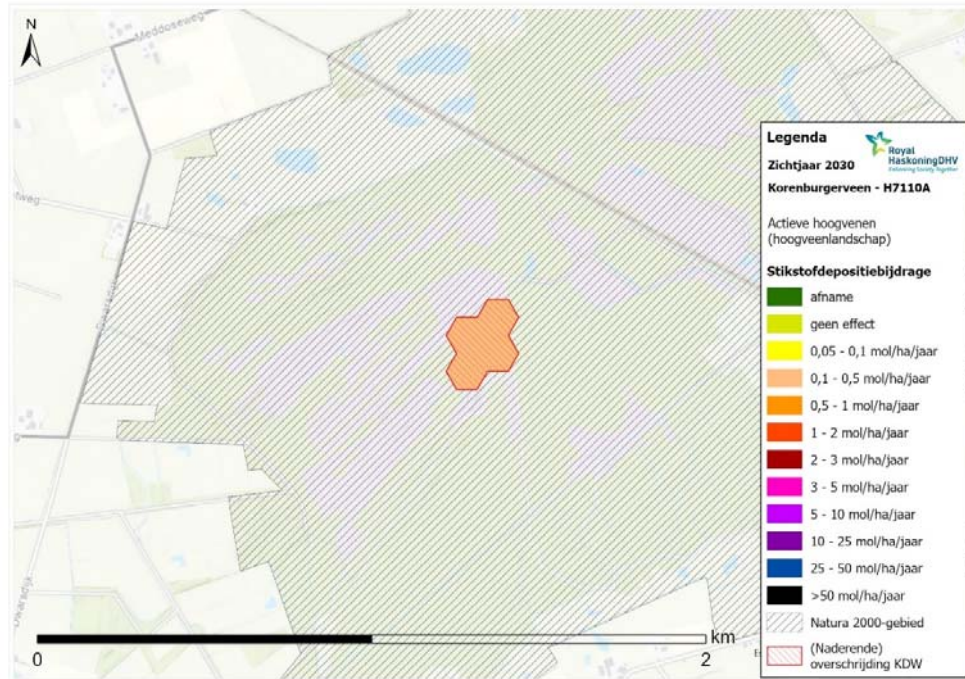 N
Meddoseweg
Legenda
Royal
HaskoningDHV
Enhancing Society Together
Zichtjaar 2030
Korenburgerveen - H7110A
Actieve hoogvenen
(hoogveenlandschap)
Stikstofdepositiebijdrage
afname
geen effect
0,05 - 0,1 mol/ha/jaar
0,1 - 0,5 mol/ha/jaar
0,5 - 1 mol/ha/jaar
1 - 2 mol/ha/jaar
2 - 3 mol/ha/jaar
3 - 5 mol/ha/jaar
5 - 10 mol/ha/jaar
10 - 25 mol/ha/jaar
25 - 50 mol/ha/jaar
>50 mol/ha/jaar
Natura 2000-gebied
(Naderende)
overschrijding KDW
km
0
2